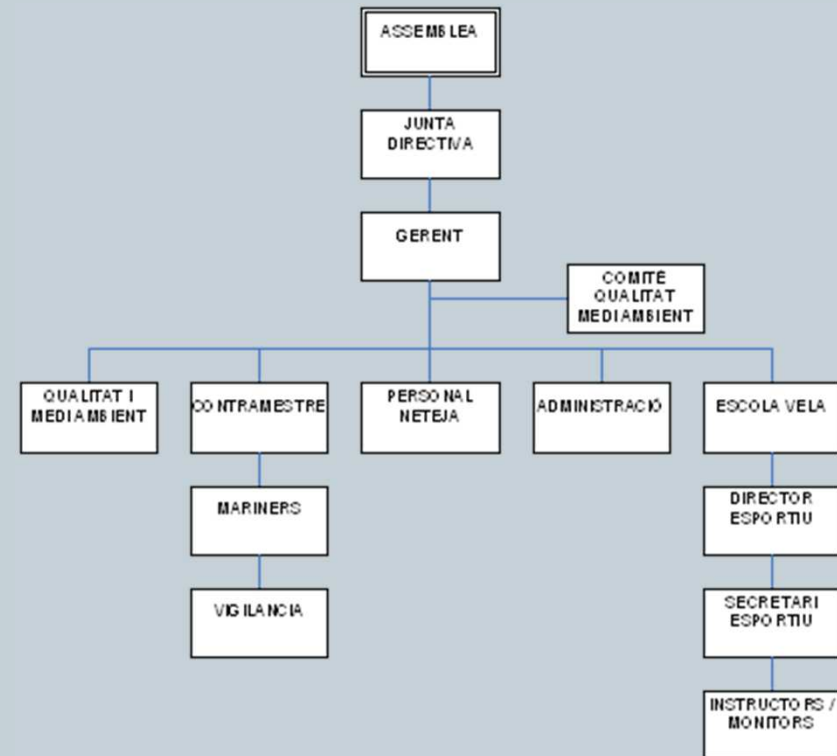 ASSEMBLEA
JUNTA
DIRECTIVA
GERENT
COMITÉ
QUALITAT
MEDIAMBIENT
QUALITAT I
MEDIAMBIENT
CONTRAMESTRE
PERSONAL
NETEJA
ADMINISTRACIÓ
ESCOLA VELA
MARINERS
DIRECTOR
ESPORTIU
VIGILANCIA
SECRETARI
ESPORTIU
INSTRUCTORS /
MONITORS